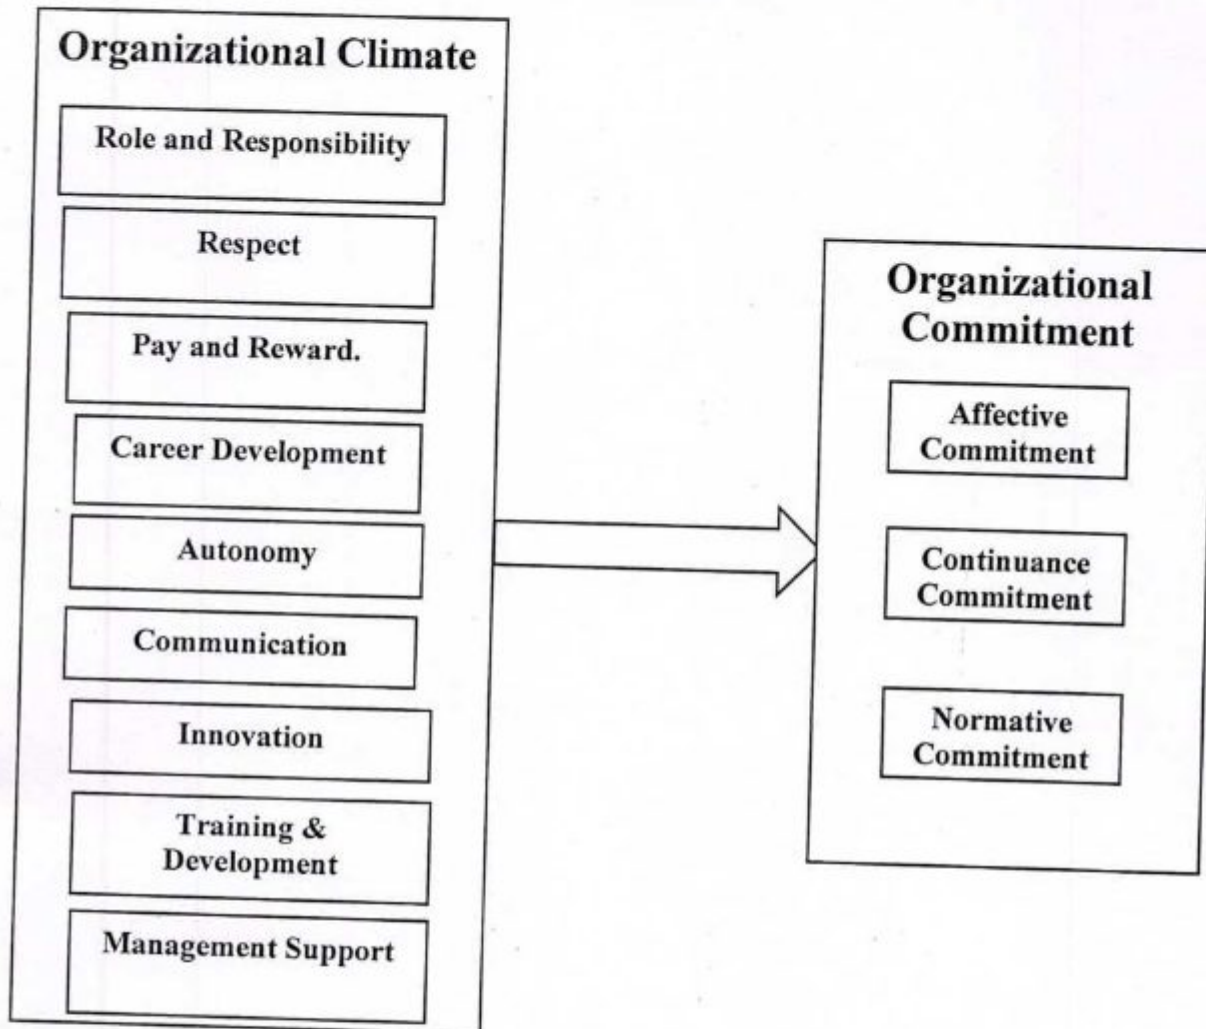 Organizational Climate
Role and Responsibility
Respect
Pay and Reward.
Career Development
Autonomy
Communication
Innovation
Training &
Development
Management Support
Organizational
Commitment
Affective
Commitment
Continuance
Commitment
Normative
Commitment